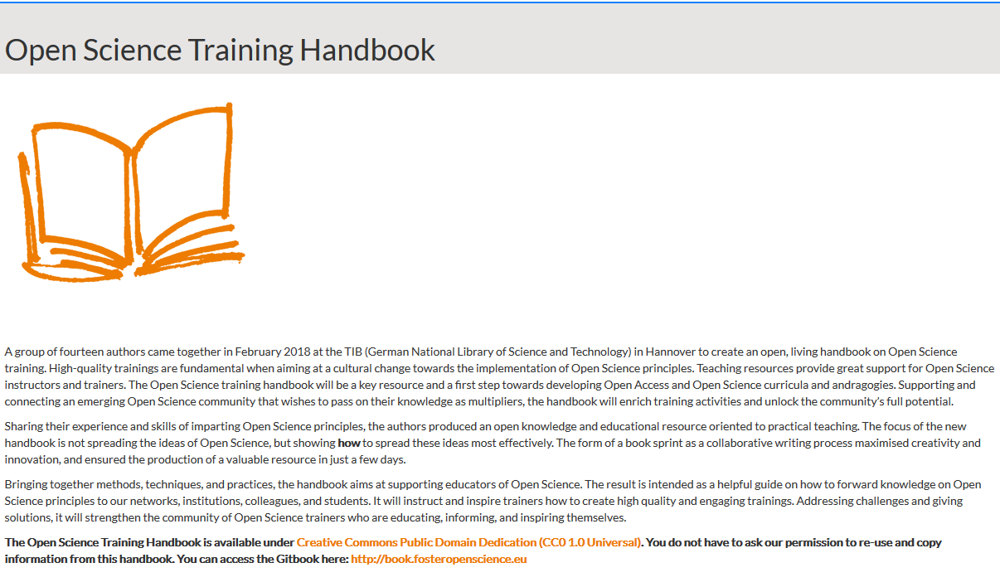 Open Science Training Handbook
A group of fourteen authors came together in February 2018 at the TIB (German National Library of Science and Technology) in Hannover to create an open, living handbook on Open Science
training. High-quality trainings are fundamental when aiming at a cultural change towards the implementation of Open Science principles. Teaching resources provide great support for Open Science
instructors and trainers. The Open Science training handbook will be a key resource and a first step towards developing Open Access and Open Science curricula and andragogies. Supporting and
connecting an emerging Open Science community that wishes to pass on their knowledge as multipliers, the handbook will enrich training activities and unlock the community's full potential.
Sharing their experience and skills of imparting Open Science principles, the authors produced an open knowledge and educational resource oriented to practical teaching. The focus of the new
handbook is not spreading the ideas of Open Science, but showing how to spread these ideas most effectively. The form of a book sprint as a collaborative writing process maximised creativity and
innovation, and ensured the production of a valuable resource in just a few days.
Bringing together methods, techniques, and practices, the handbook aims at supporting educators of Open Science. The result is intended as a helpful guide on how to forward knowledge on Open
Science principles to our networks, institutions, colleagues, and students. It will instruct and inspire trainers how to create high quality and engaging trainings. Addressing challenges and giving
solutions, it will strengthen the community of Open Science trainers who are educating, informing, and inspiring themselves.
The Open Science Training Handbook is available under Creative Commons Public Domain Dedication (CC0 1.0 Universal). You do not have to ask our permission to re-use and copy
information from this handbook. You can access the Gitbook here: http://book.fosteropenscience.eu